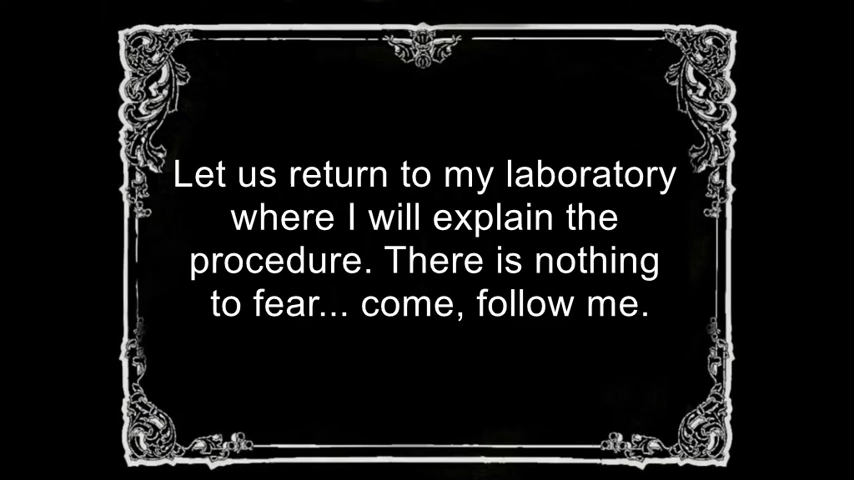 Let us return to my laboratory
where I will explain the
procedure. There is nothing
to fear... come, follow me.